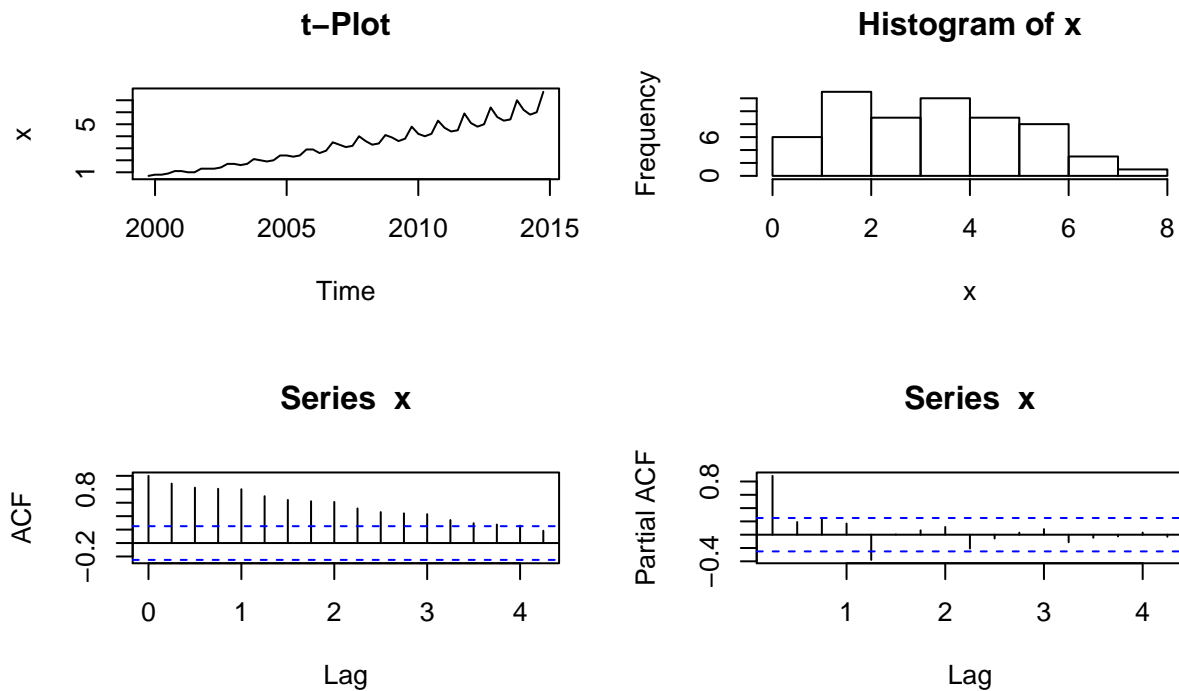 t−Plot
x
1 5
2000 2005 2010 2015
Time
Histogram of x
Frequency
0 6
0 2 4 6 8
x
Series x
ACF
−0.2 0.8
0 1 2 3 4
Lag
Series x
Partial ACF
−0.4 0.8
1 2 3 4
Lag